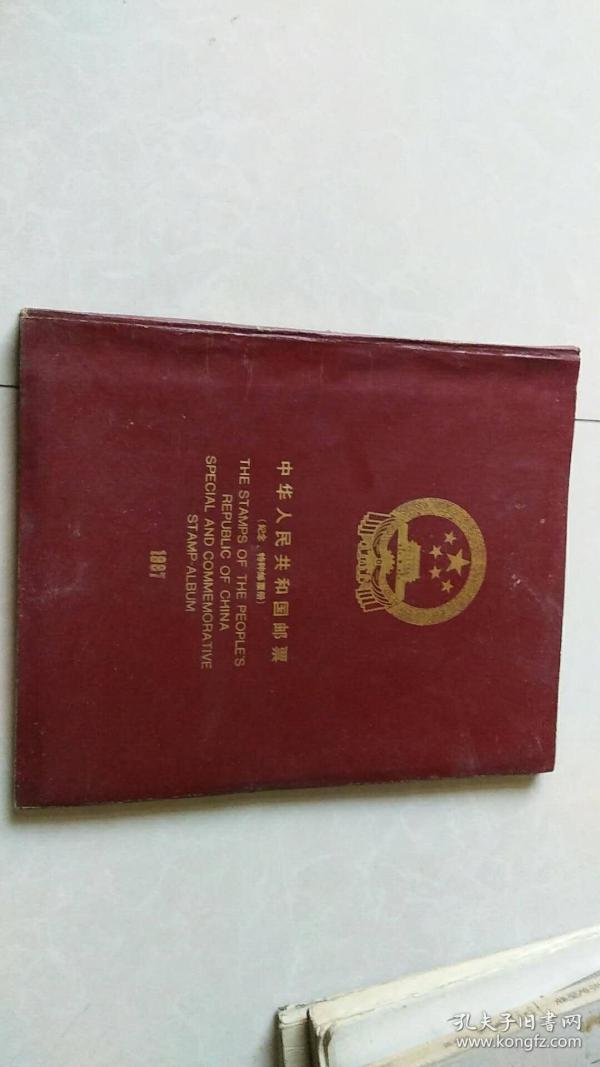 中华人民共和国邮票
(纪念、特种邮票册)
THE STAMPS OF THE PEOPLE'S
REPUBLIC OF CHINA
SPECIAL AND COMMEMORATIVE
STAMP ALBUM
1987
孔夫子旧书网
www.kongfz.com